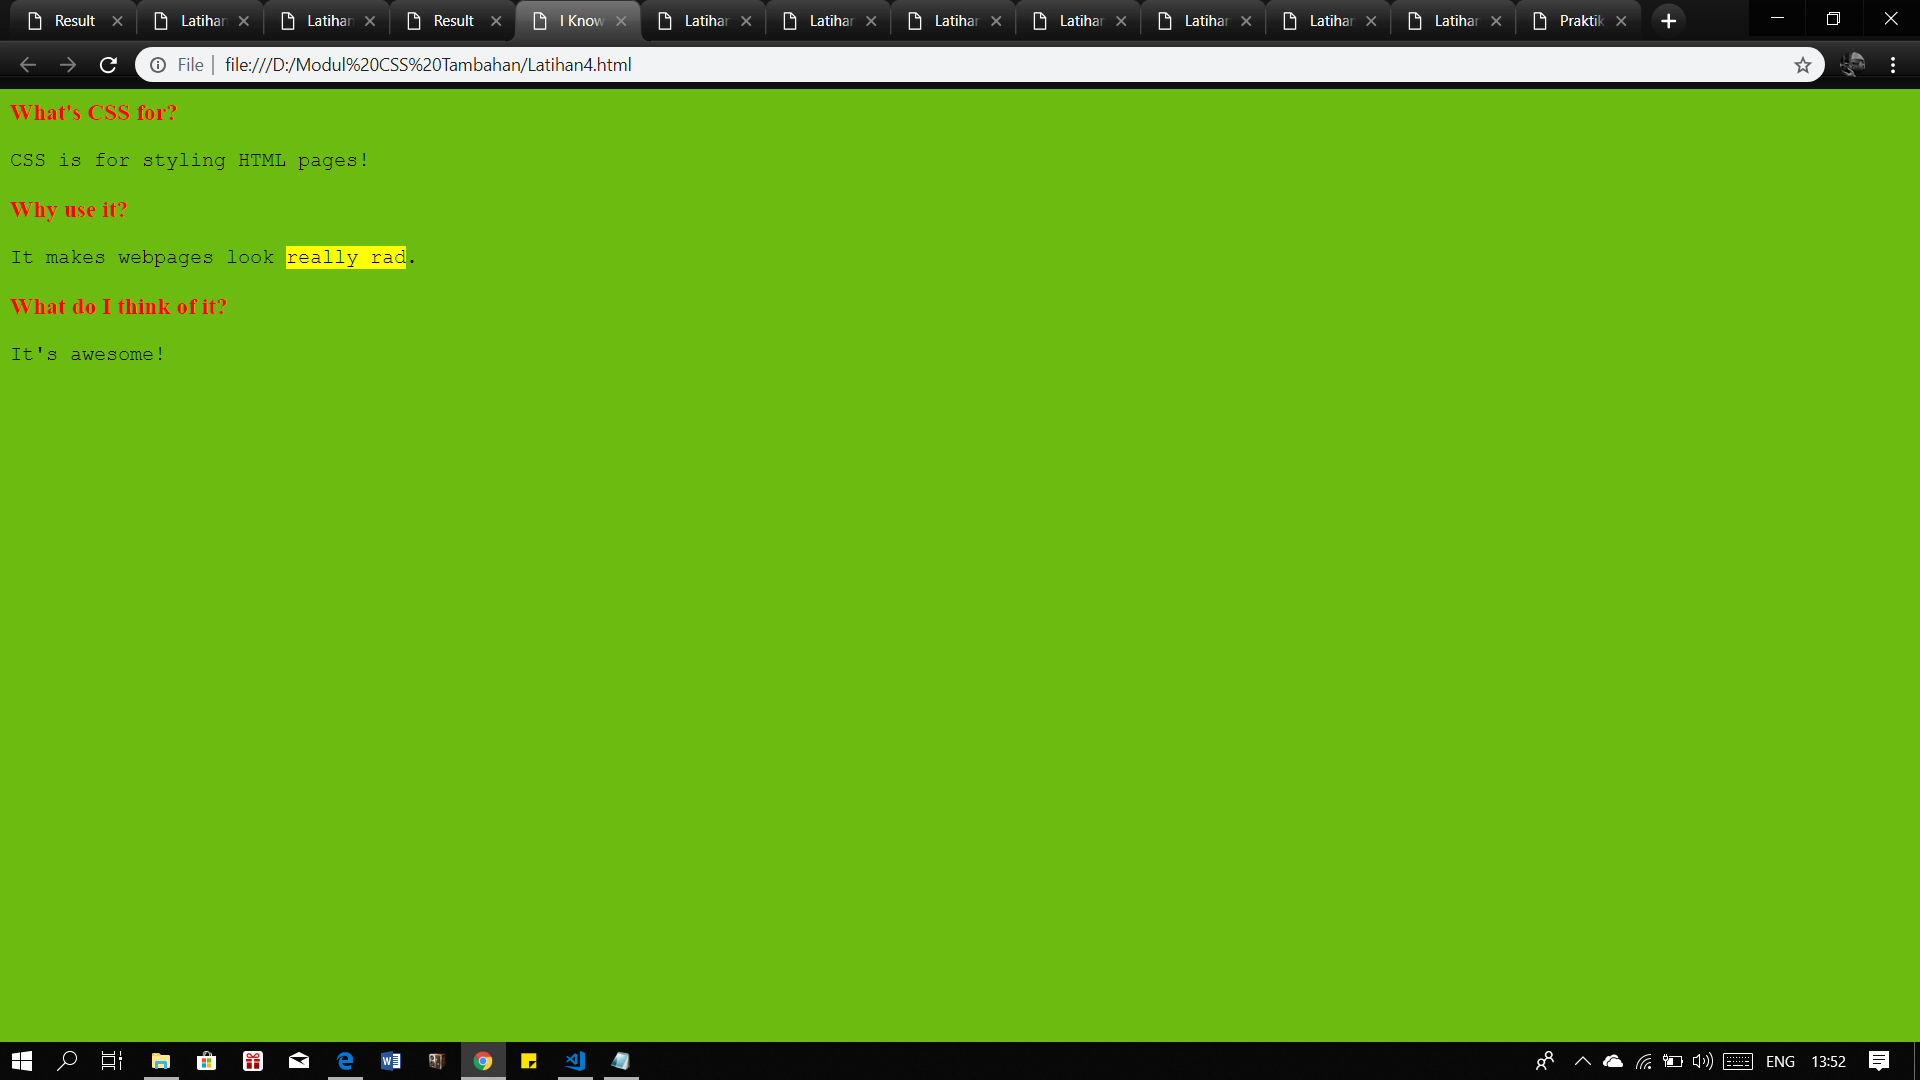 Result Latihan Latihan Result I Know Latihan Latihan Latihan Latihan Latihan Latihan Latihan Praktik
File file:///D:/Modul%20CSS%20Tambahan/Latihan4.html
What's CSS for?
CSS is for styling HTML pages!
Why use it?
It makes webpages look really rad.
What do I think of it?
It's awesome!
ENG 13:52